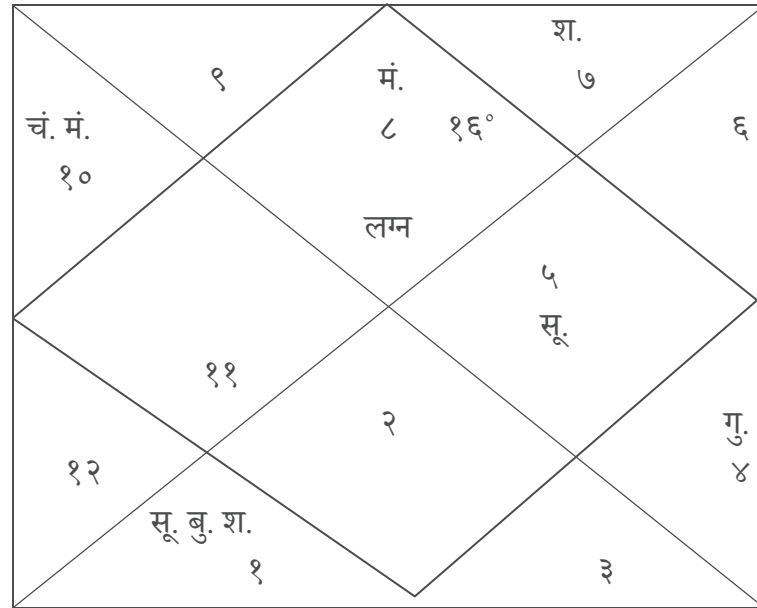 श.
९
मं.
७
चं. मं.
८ १६°
६
१०
लग्न
५
सू.
११
२
गु.
१२
४
सू. बु. श.
१
३